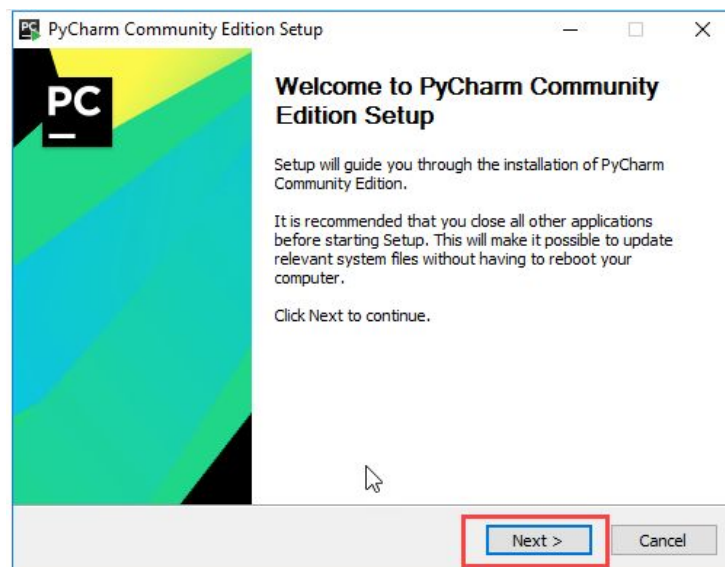 PyCharm Community Edition Setup
PC
PC
Welcome to PyCharm Community
Edition Setup
Setup will guide you through the installation of PyCharm
Community Edition.
It is recommended that you close all other applications
before starting Setup. This will make it possible to update
relevant system files without having to reboot your
computer.
Click Next to continue.
Next >
Cancel